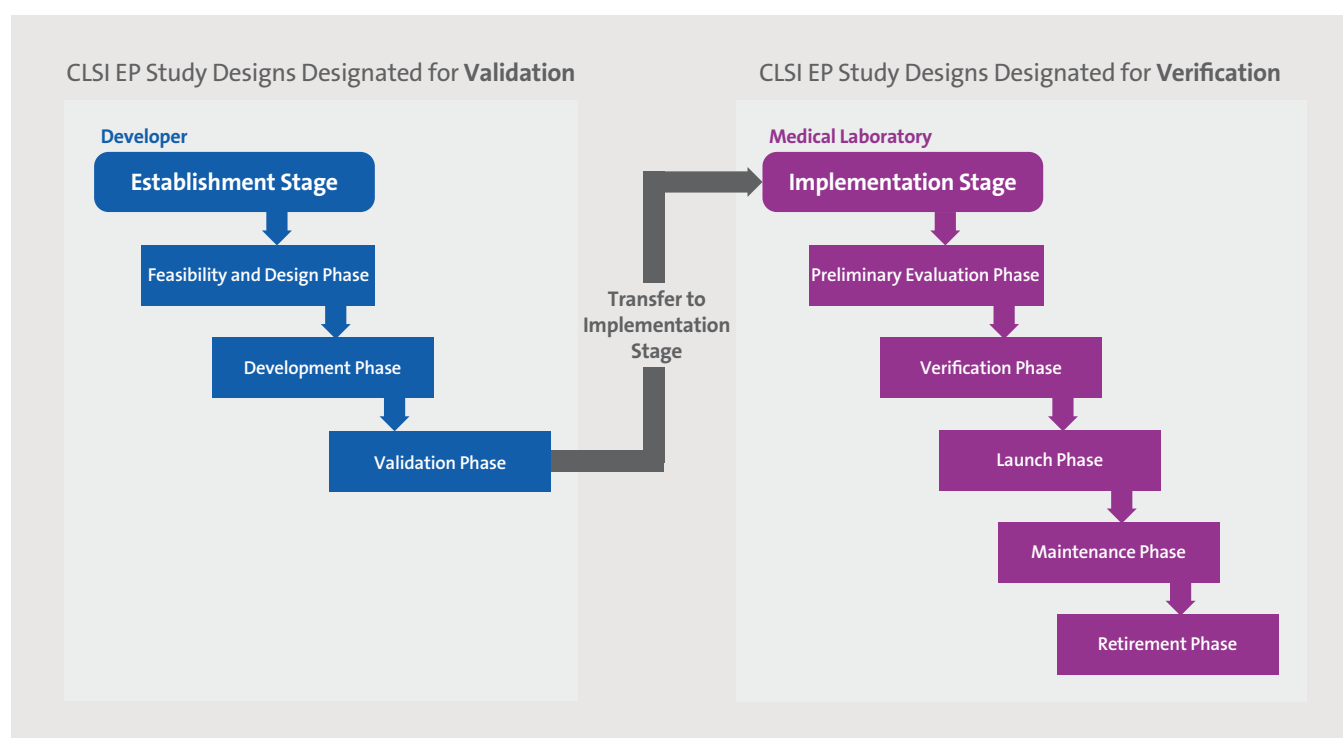 CLSI EP Study Designs Designated for Validation
Developer
Establishment Stage
Feasibility and Design Phase
Development Phase
Validation Phase
Transfer to
Implementation
Stage
CLSI EP Study Designs Designated for Verification
Medical Laboratory
Implementation Stage
Preliminary Evaluation Phase
Verification Phase
Launch Phase
Maintenance Phase
Retirement Phase